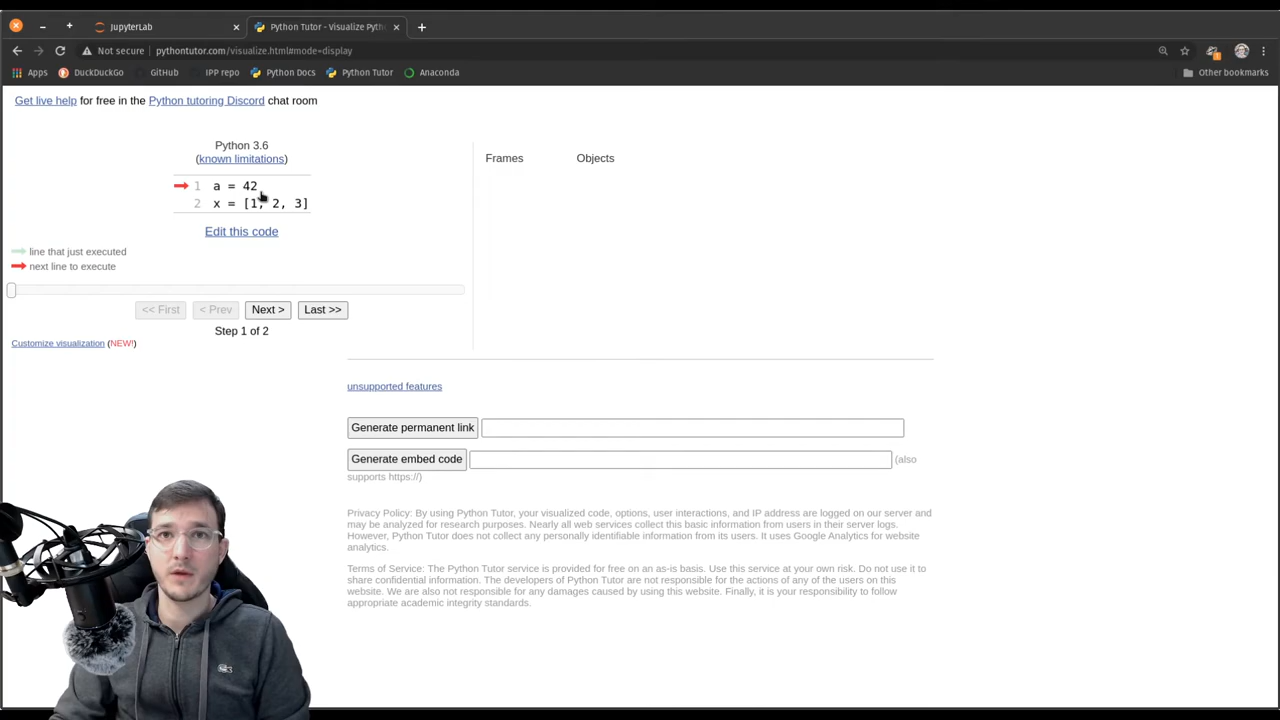 JupyterLab
Python Tutor - Visualize Pyth
Not secure pythontutor.com/visualize.html#mode=display
Apps DuckDuckGo GitHub IPP repo Python Docs Python Tutor Anaconda Other bookmarks
Get live help for free in the Python tutoring Discord chat room
Python 3.6
(known limitations)
1 a = 42
2 x = [1, 2, 3]
Edit this code
line that just executed
next line to execute
<< First < Prev Next > Last >>
Step 1 of 2
Customize visualization (NEW!)
Frames Objects
unsupported features
Generate permanent link
Generate embed code (also
supports https://)
Privacy Policy: By using Python Tutor, your visualized code, options, user interactions, and IP address are logged on our server and
may be analyzed for research purposes. Nearly all web services collect this basic information from users in their server logs.
However, Python Tutor does not collect any personally identifiable information from its users. It uses Google Analytics for website
analytics.
Terms of Service: The Python Tutor service is provided for free on an as-is basis. Use this service at your own risk. Do not use it to
share confidential information. The developers of Python Tutor are not responsible for the actions of any of the users on this
website. We are also not responsible for any damages caused by using this website. Finally, it is your responsibility to follow
appropriate academic integrity standards.